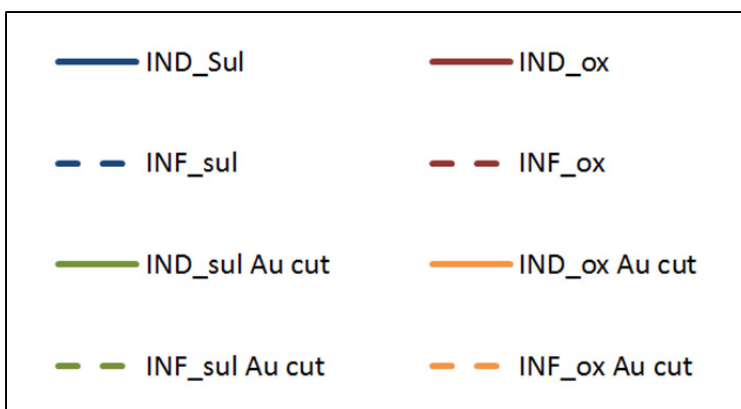 IND_Sul IND_ox
INF_sul INF_ox
IND_sul Au cut IND_ox Au cut
INF_sul Au cut INF_ox Au cut